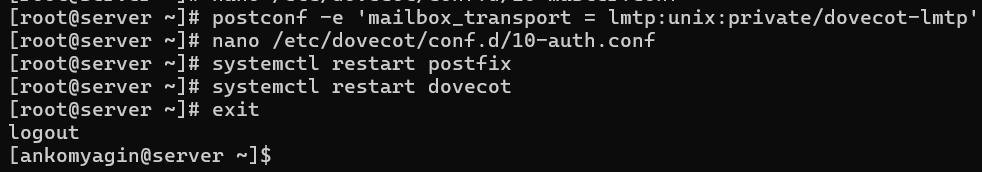 [root@server ~]# postconf -e 'mailbox_transport = lmtp:unix:private/dovecot-lmtp'
[root@server ~]# nano /etc/dovecot/conf.d/10-auth.conf
[root@server ~]# systemctl restart postfix
[root@server ~]# systemctl restart dovecot
[root@server ~]# exit
logout
[ankomyagin@server ~]$